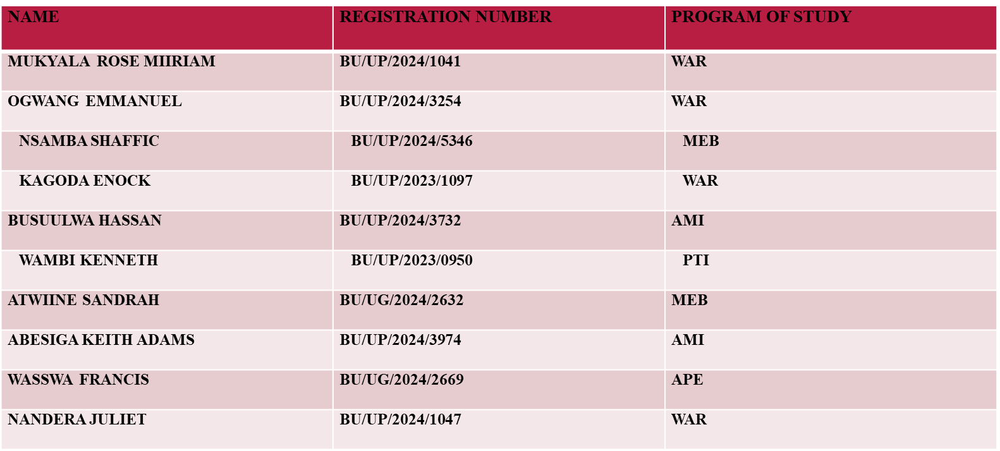 NAME REGISTRATION NUMBER PROGRAM OF STUDY
MUKYALA ROSE MIIRIAM BU/UP/2024/1041 WAR
OGWANG EMMANUEL BU/UP/2024/3254 WAR
NSAMBA SHAFFIC BU/UP/2024/5346 MEB
KAGODA ENOCK BU/UP/2023/1097 WAR
BUSUULWA HASSAN BU/UP/2024/3732 AMI
WAMBI KENNETH BU/UP/2023/0950 PTI
ATWIINE SANDRAH BU/UG/2024/2632 MEB
ABESIGA KEITH ADAMS BU/UP/2024/3974 AMI
WASSWA FRANCIS BU/UG/2024/2669 APE
NANDERA JULIET BU/UP/2024/1047 WAR